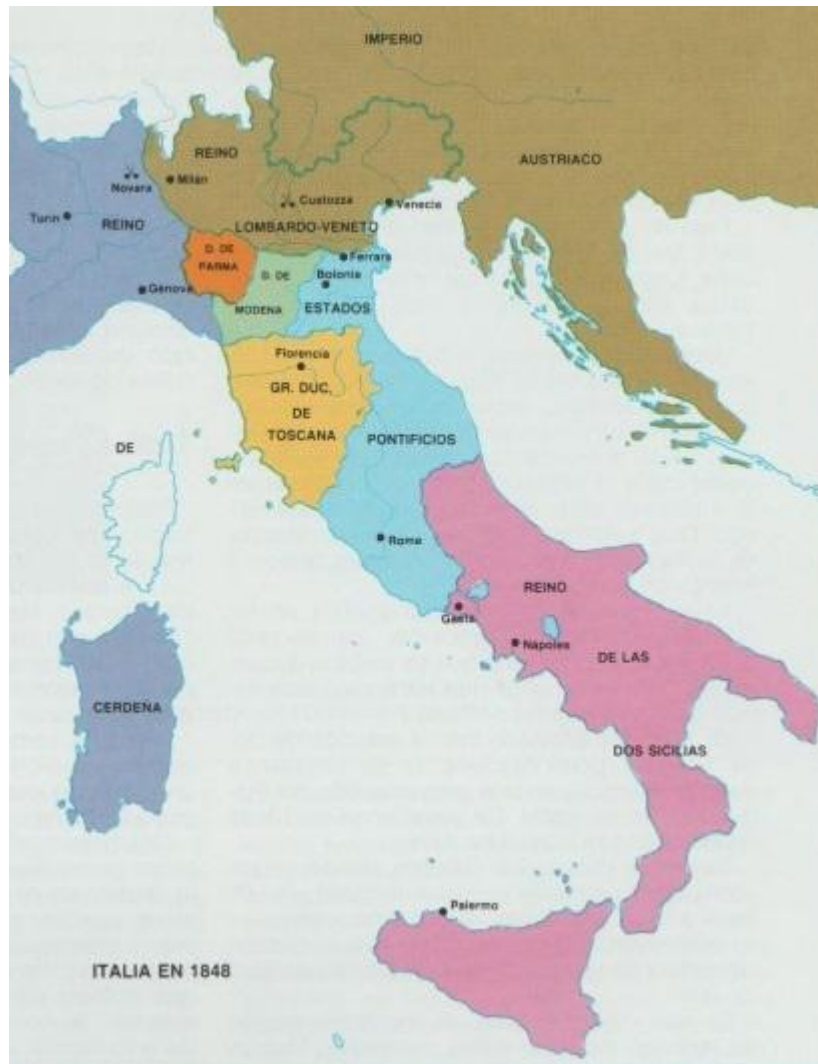 IMPERIO
AUSTRIACO
REINO
Milán
Novara
Custozza
Venecia
Turín
REINO
LOMBARDO-VENETO
D. DE
PARMA
D. DE
MODENA
Ferrara
Bolonia
Génova
ESTADOS
Florencia
GR. DUC.
DE
TOSCANA
PONTIFICIOS
DE
Rome
REINO
Gaeta
Nápoles
DE LAS
CERDEÑA
DOS SICILIAS
Palermo
ITALIA EN 1848